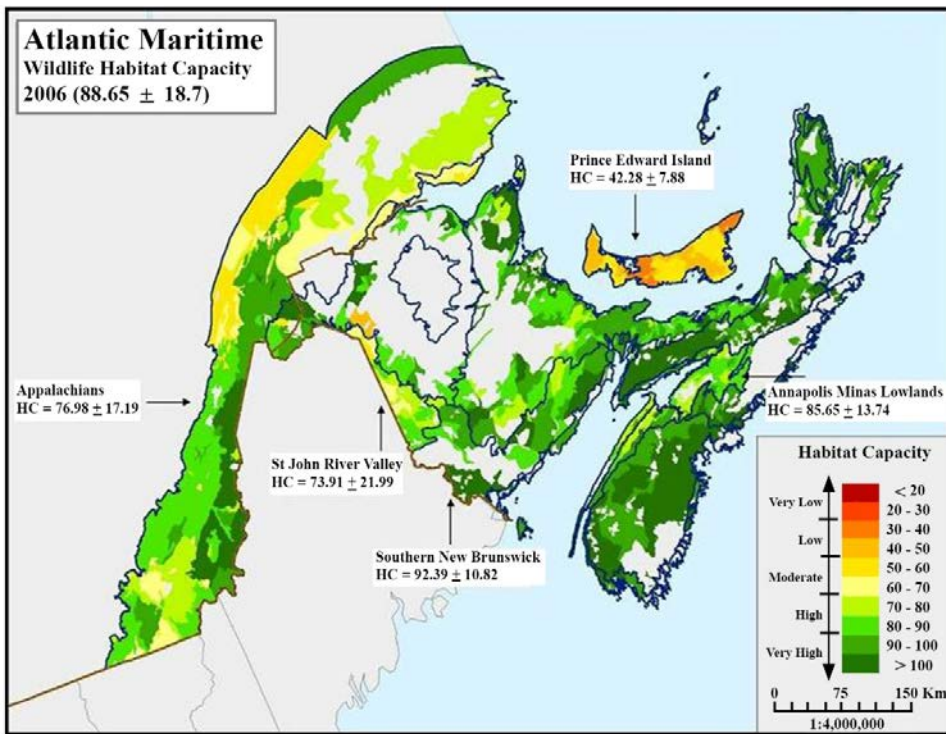 Atlantic Maritime
Wildlife Habitat Capacity
2006 (88.65 ± 18.7)
Prince Edward Island
HC = 42.28 ± 7.88
Appalachians
HC = 76.98 ± 17.19
Annapolis Minas Lowlands
HC = 85.65 ± 13.74
St John River Valley
HC = 73.91 ± 21.99
Southern New Brunswick
HC = 92.39 ± 10.82
Habitat Capacity
Very Low
Low
Moderate
High
Very High
< 20
20 - 30
30 - 40
40 - 50
50 - 60
60 - 70
70 - 80
80 - 90
90 - 100
> 100
0 75 150 Km
1:4,000,000